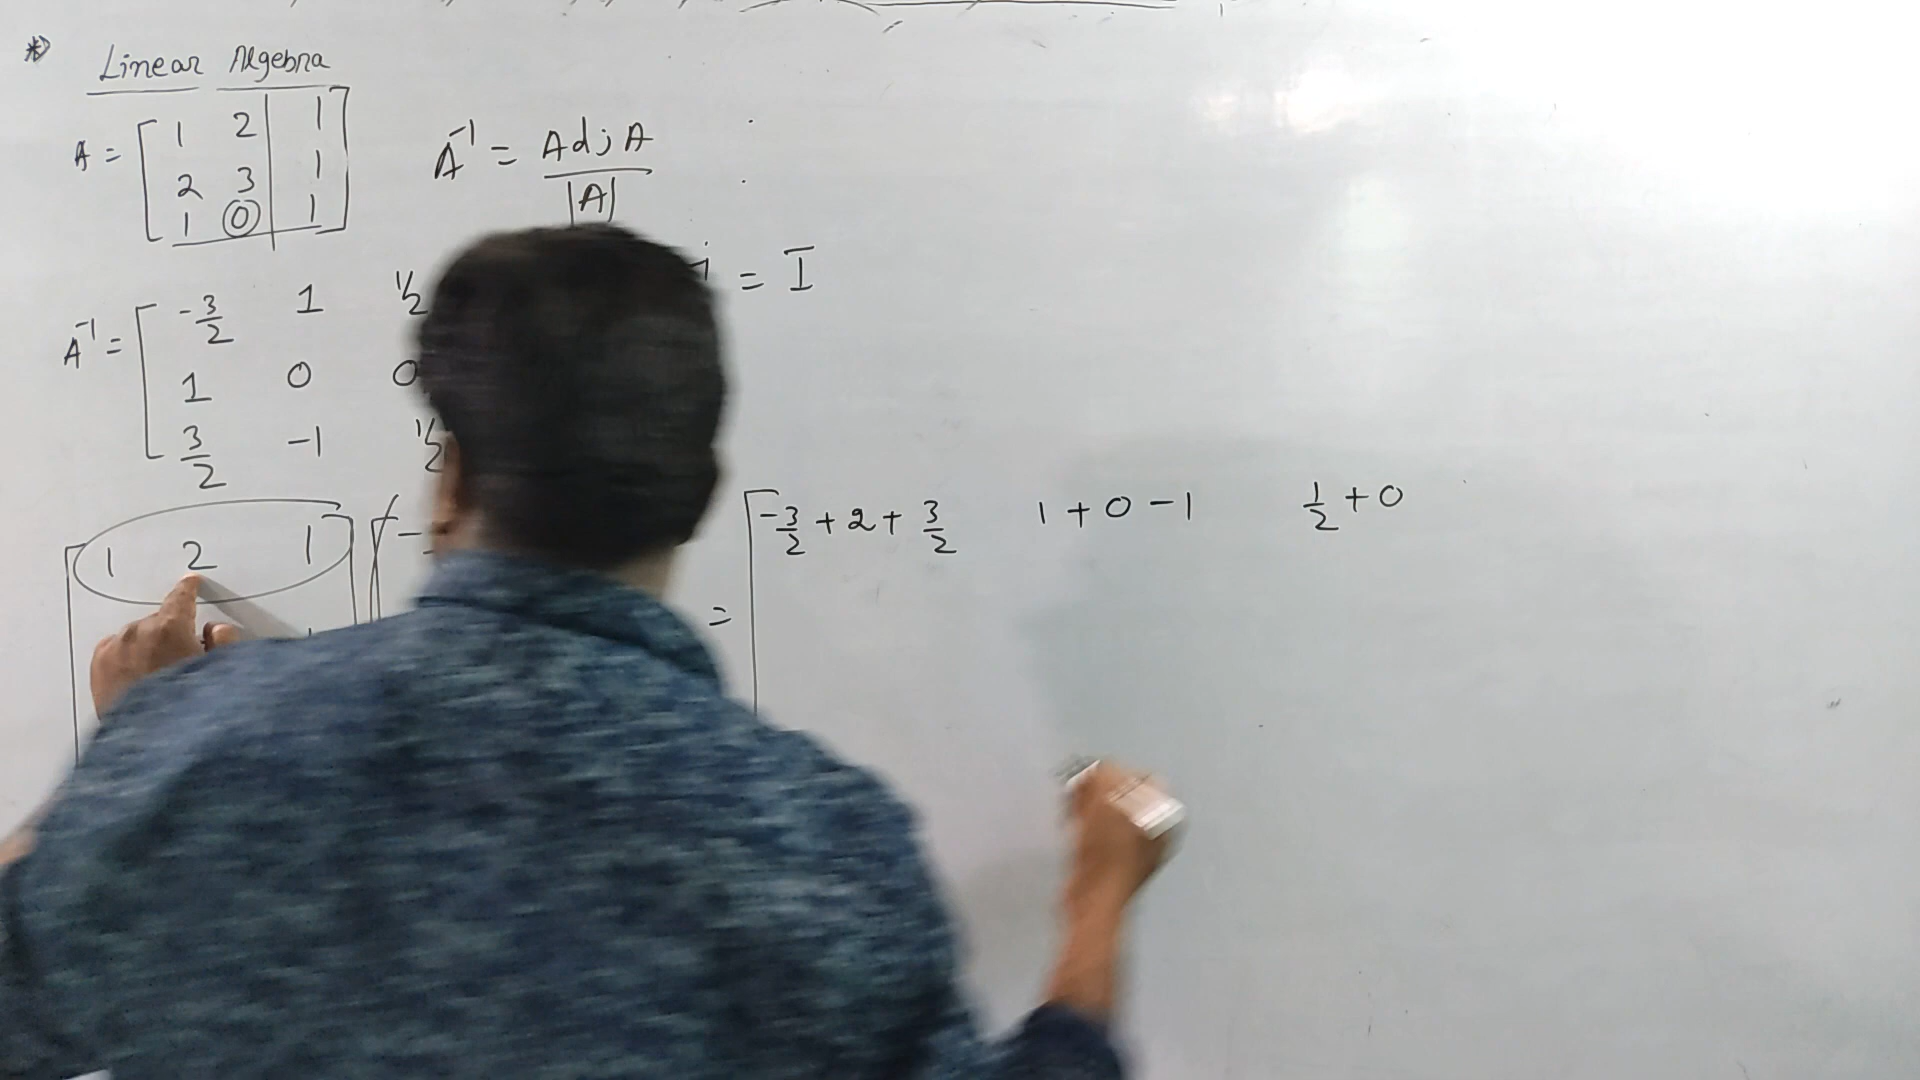 Linear Algebra
A = [ 1 2 | 1 ]
2 3 | 1
1 0 | 1
A⁻¹ = Adj A / |A|
= I
A⁻¹ = [ -3/2 1 1/2
1 0 0
3/2 -1 1/2
[ 1 2 1 ] [ -
= [ -3/2 + 2 + 3/2 1 + 0 - 1 1/2 + 0